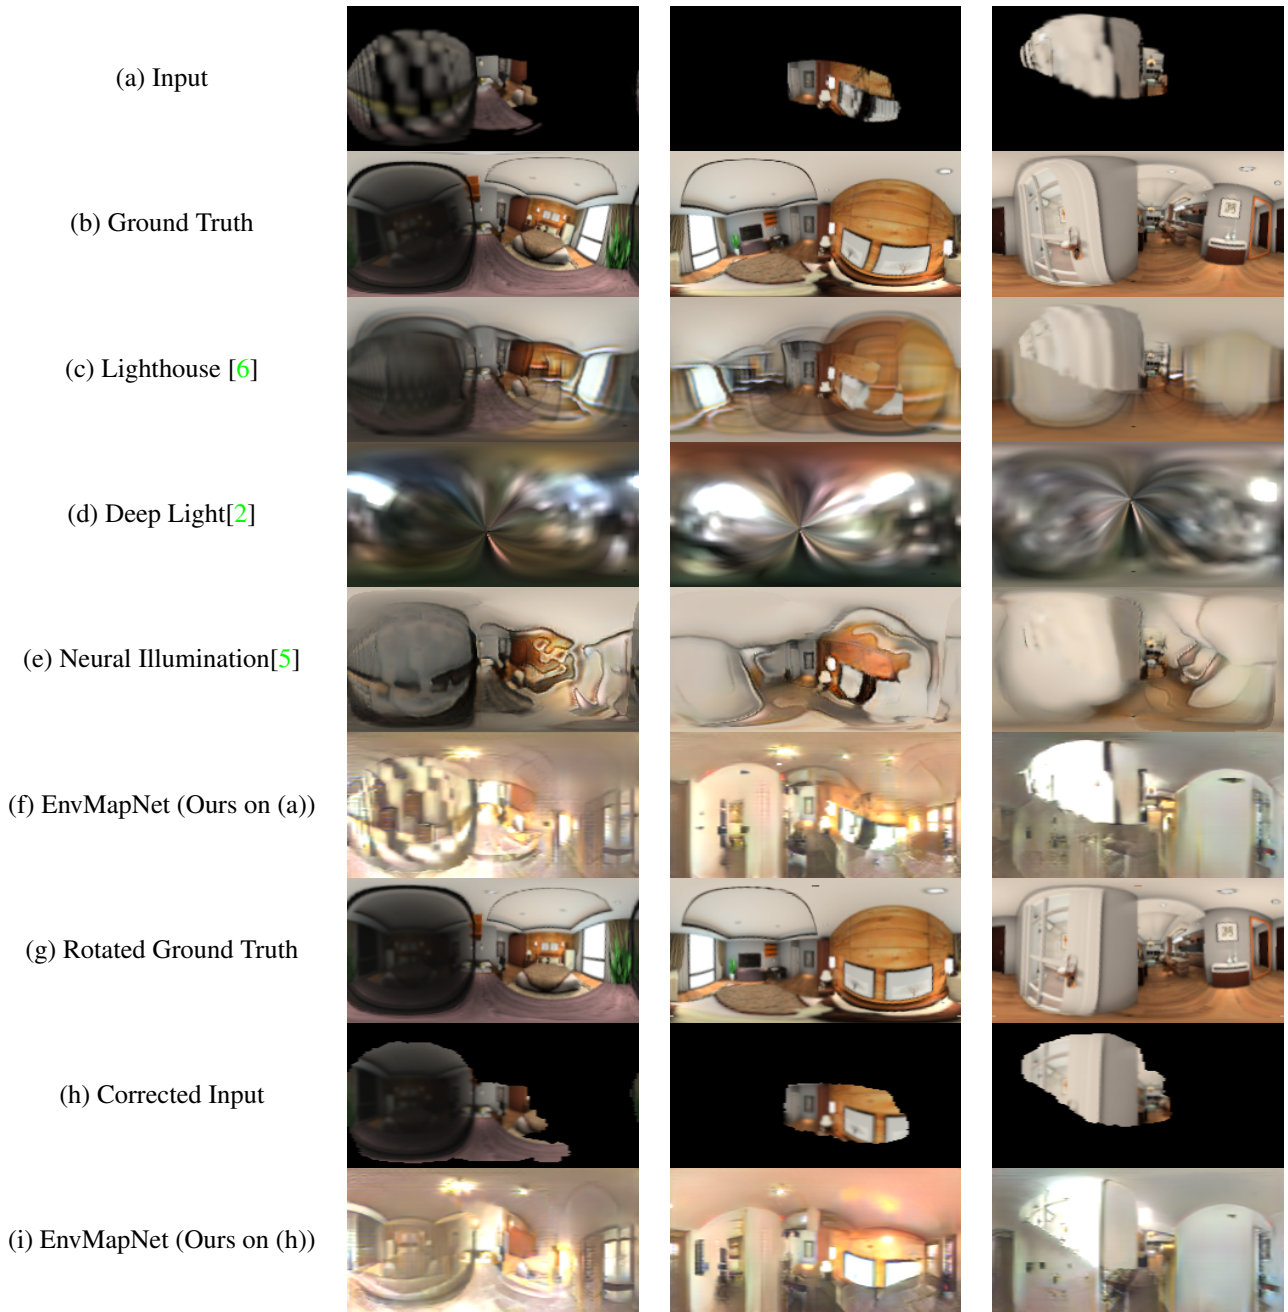 (a) Input
(b) Ground Truth
(c) Lighthouse [6]
(d) Deep Light[2]
(e) Neural Illumination[5]
(f) EnvMapNet (Ours on (a))
(g) Rotated Ground Truth
(h) Corrected Input
(i) EnvMapNet (Ours on (h))